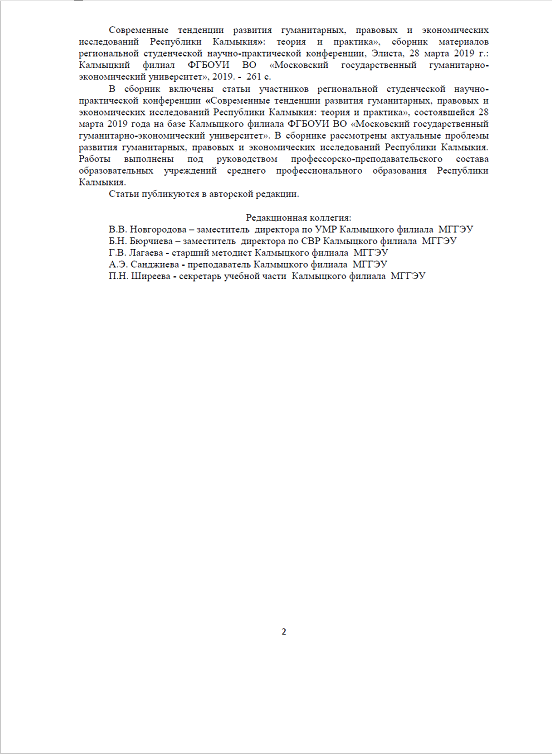 Современные тенденции развития гуманитарных, правовых и экономических
исследований Республики Калмыкия»: теория и практика», сборник материалов
региональной студенческой научно-практической конференции, Элиста, 28 марта 2019 г.:
Калмыцкий филиал ФГБОУИ ВО «Московский государственный гуманитарно-
экономический университет», 2019. - 261 с.
В сборник включены статьи участников региональной студенческой научно-
практической конференции «Современные тенденции развития гуманитарных, правовых и
экономических исследований Республики Калмыкия: теория и практика», состоявшейся 28
марта 2019 года на базе Калмыцкого филиала ФГБОУИ ВО «Московский государственный
гуманитарно-экономический университет». В сборнике рассмотрены актуальные проблемы
развития гуманитарных, правовых и экономических исследований Республики Калмыкия.
Работы выполнены под руководством профессорско-преподавательского состава
образовательных учреждений среднего профессионального образования Республики
Калмыкия.
Статьи публикуются в авторской редакции.
Редакционная коллегия:
В.В. Новгородова – заместитель директора по УМР Калмыцкого филиала МГГЭУ
Б.Н. Бюрчиева – заместитель директора по СВР Калмыцкого филиала МГГЭУ
Г.В. Лагаева - старший методист Калмыцкого филиала МГГЭУ
А.Э. Санджиева - преподаватель Калмыцкого филиала МГГЭУ
П.Н. Ширеева - секретарь учебной части Калмыцкого филиала МГГЭУ
2